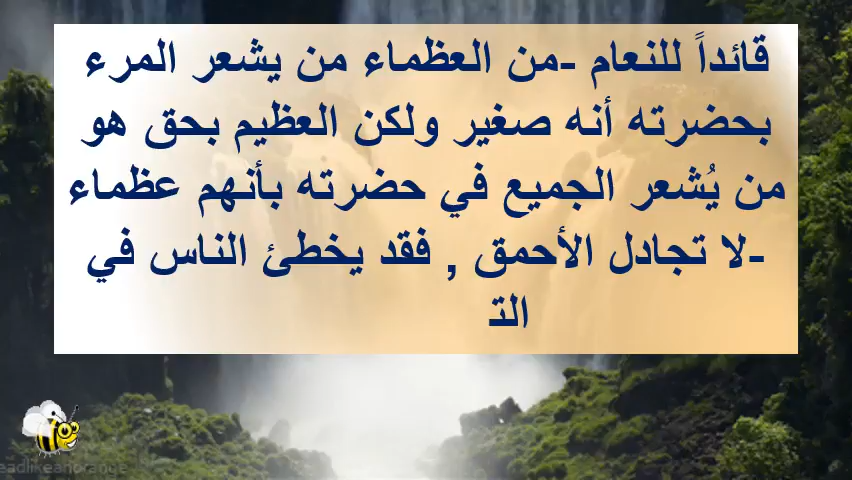 قائداً للنعام -من العظماء من يشعر المرء
بحضرته أنه صغير ولكن العظيم بحق هو
من يُشعر الجميع في حضرته بأنهم عظماء
-لا تجادل الأحمق , فقد يخطئ الناس في
الت
eadlikeanorange